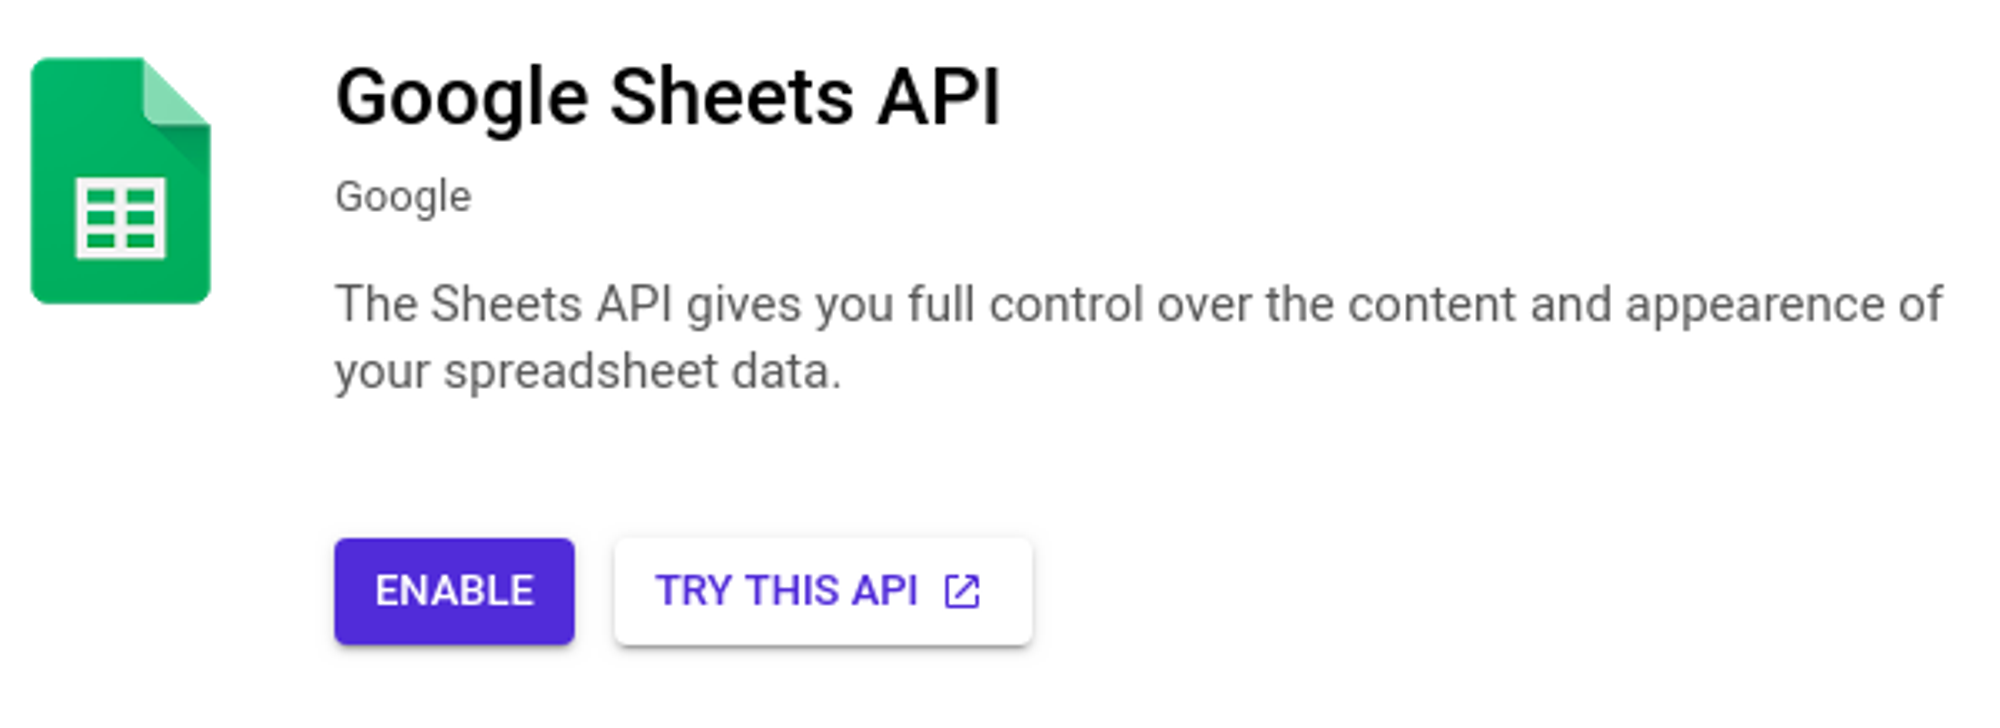 Google Sheets API
Google
The Sheets API gives you full control over the content and appearence of
your spreadsheet data.
ENABLE
TRY THIS API